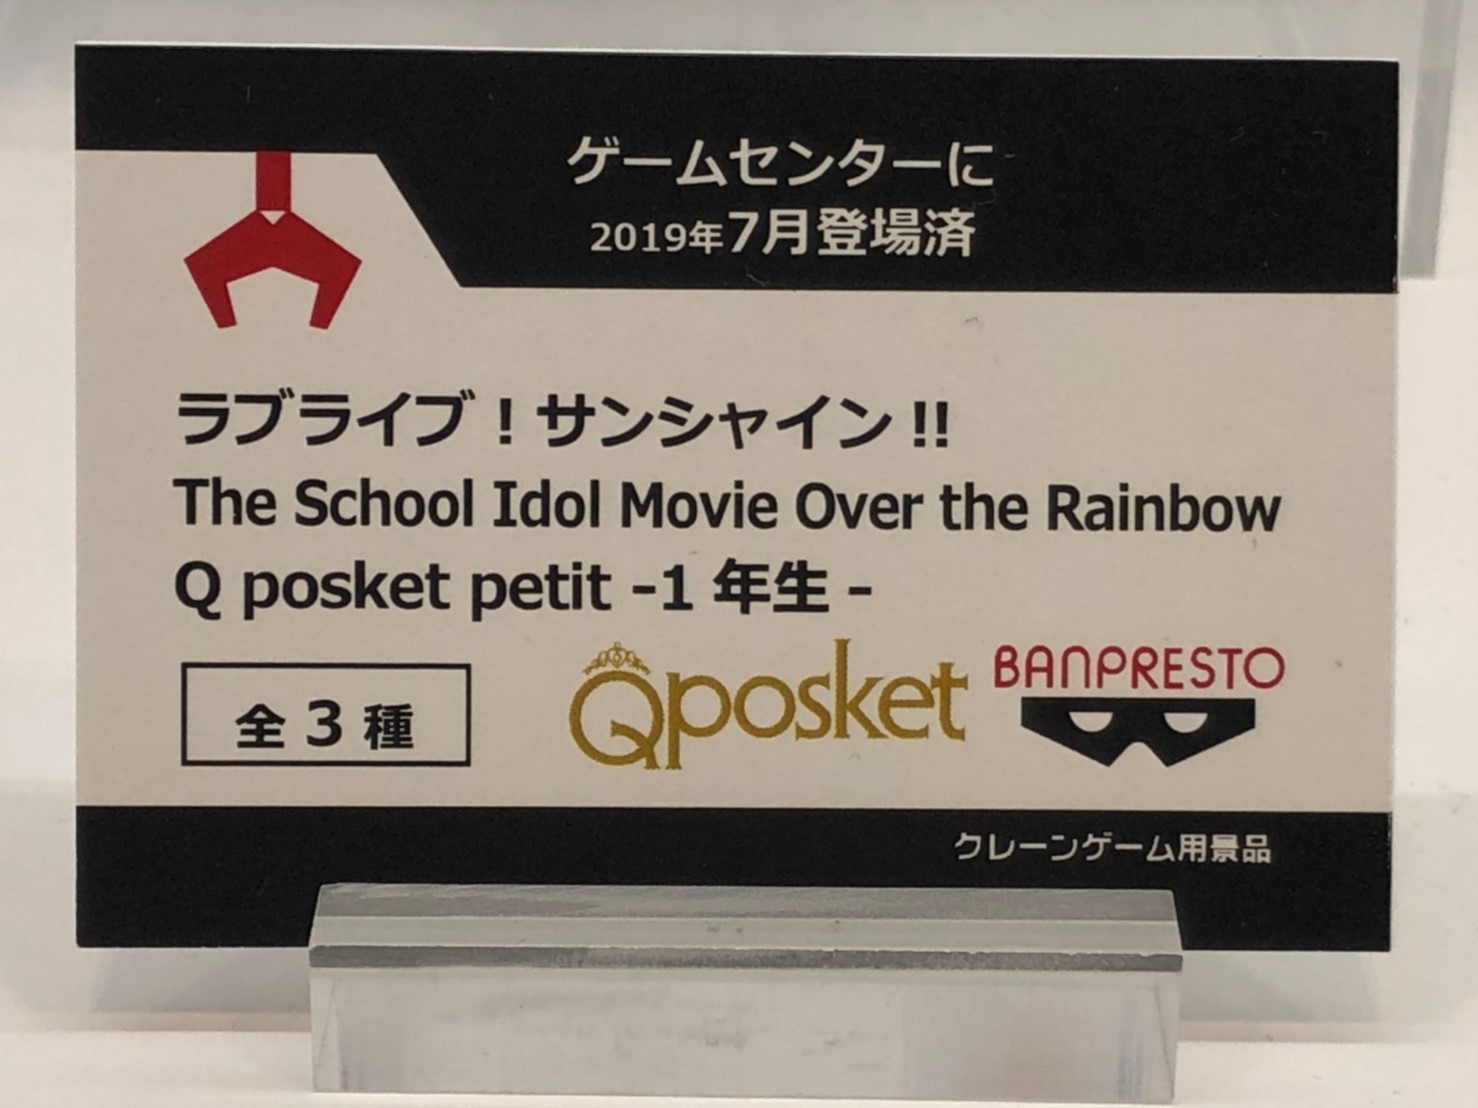 ゲームセンターに
2019年7月登場済
ラブライブ！サンシャイン!!
The School Idol Movie Over the Rainbow
Q posket petit -1 年生 -
全 3 種
Qposket
BANPRESTO
クレーンゲーム用景品